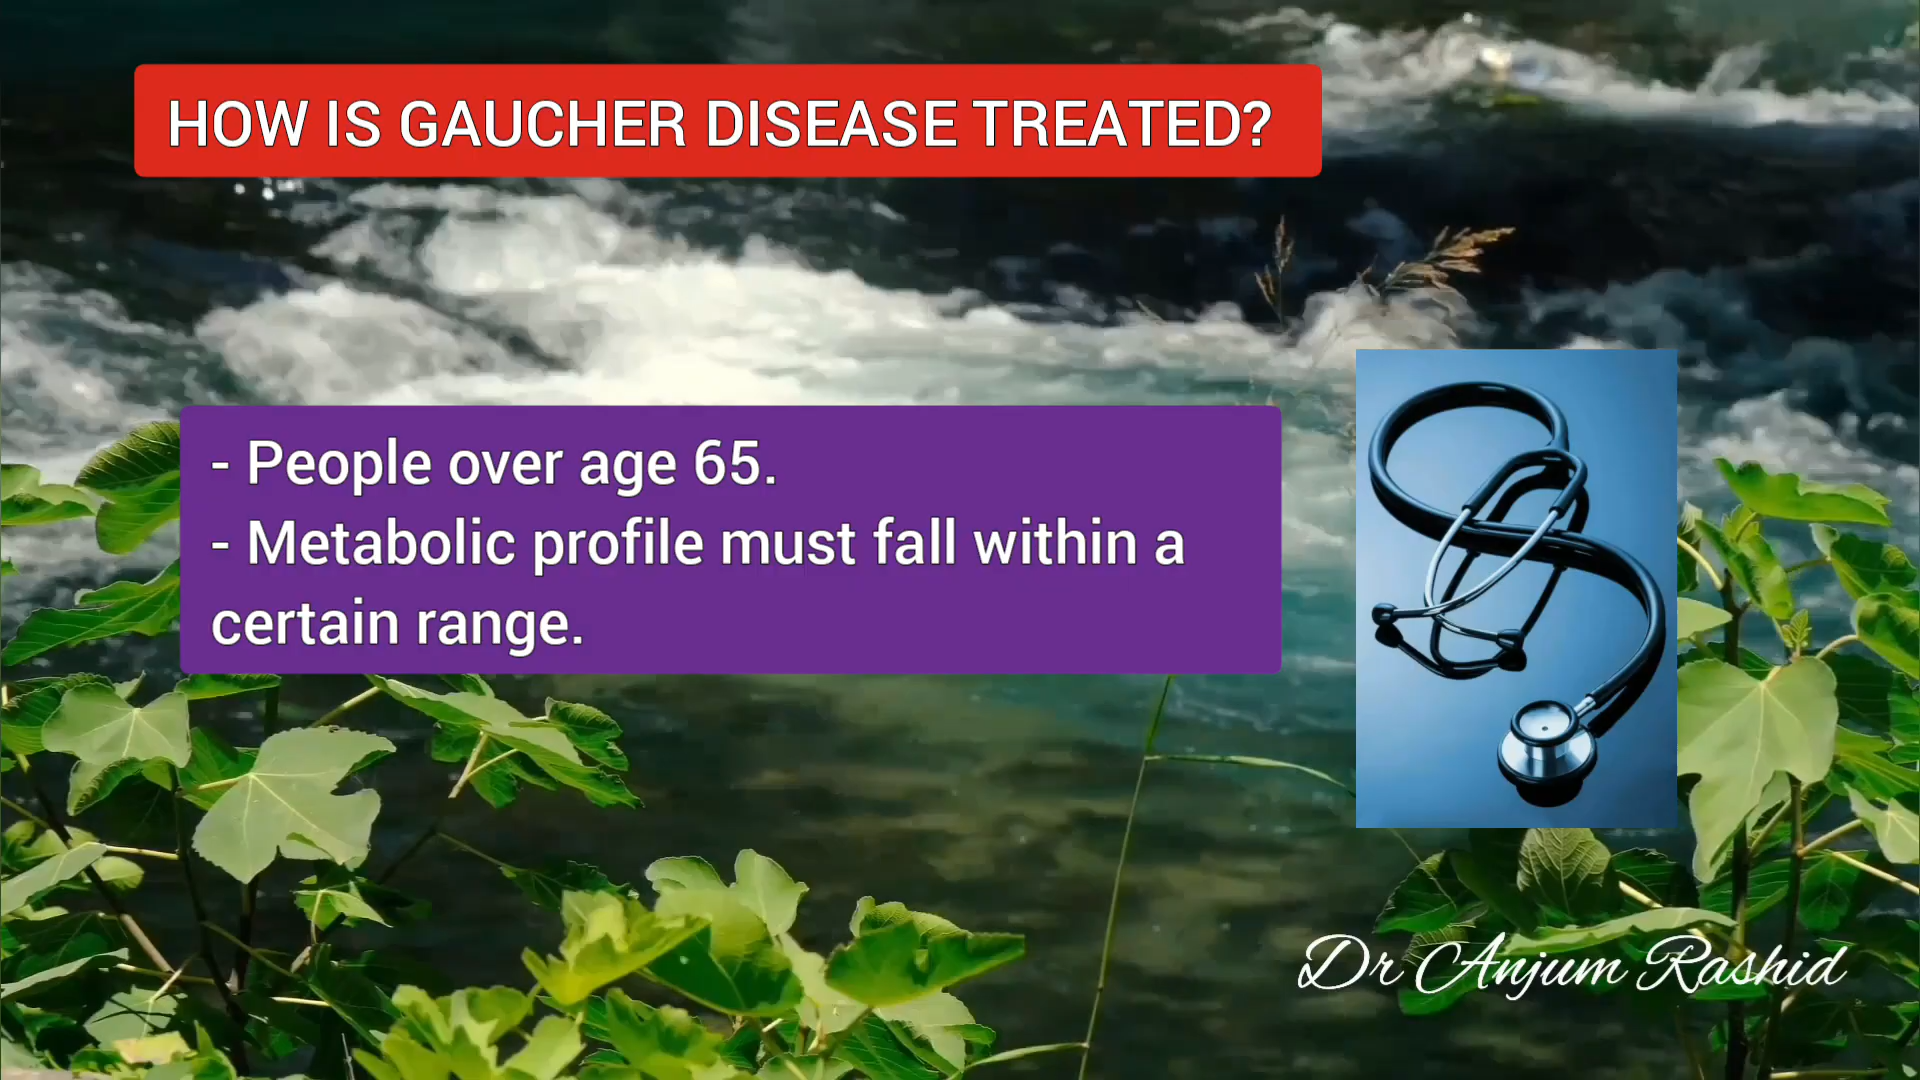 HOW IS GAUCHER DISEASE TREATED?
- People over age 65.
- Metabolic profile must fall within a
certain range.
Dr Anjum Rashid